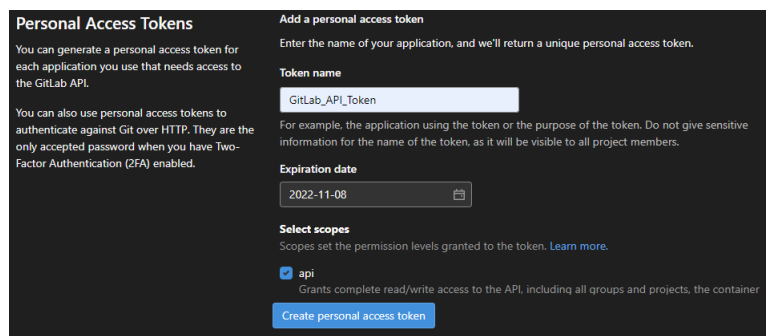 Personal Access Tokens
You can generate a personal access token for
each application you use that needs access to
the GitLab API.
You can also use personal access tokens to
authenticate against Git over HTTP. They are the
only accepted password when you have Two-
Factor Authentication (2FA) enabled.
Add a personal access token
Enter the name of your application, and we'll return a unique personal access token.
Token name
GitLab_API_Token
For example, the application using the token or the purpose of the token. Do not give sensitive
information for the name of the token, as it will be visible to all project members.
Expiration date
2022-11-08
Select scopes
Scopes set the permission levels granted to the token. Learn more.
api
Grants complete read/write access to the API, including all groups and projects, the container
Create personal access token